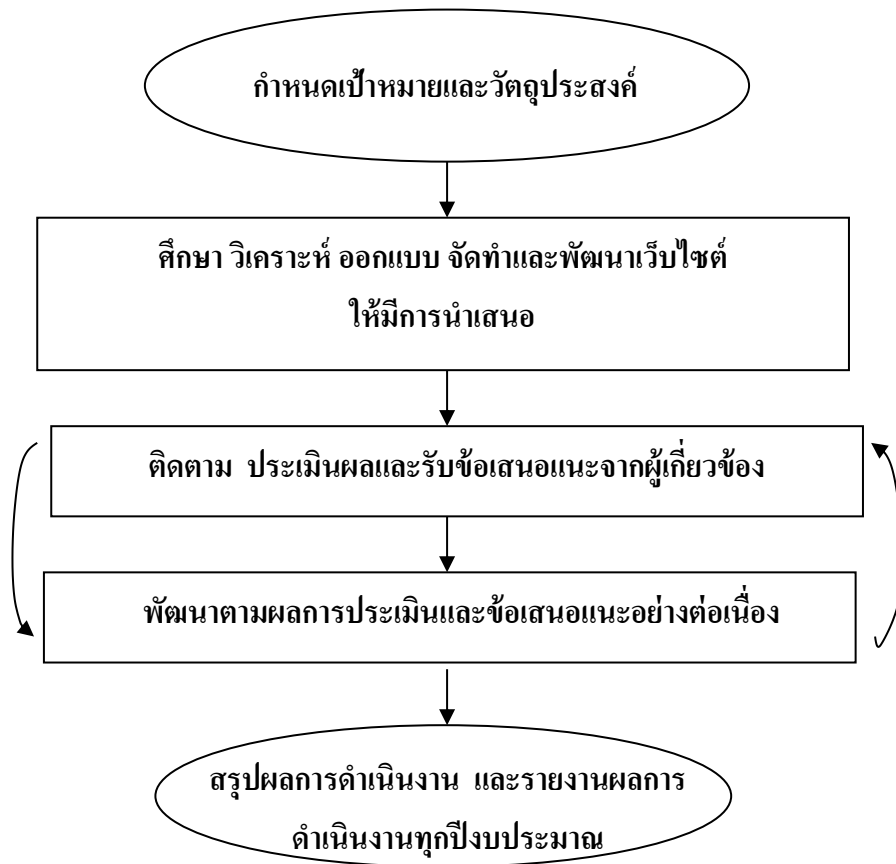 กำหนดเป้าหมายและวัตถุประสงค์
ศึกษา วิเคราะห์ ออกแบบ จัดทำและพัฒนาเว็บไซต์
ให้มีการนำเสนอ
ติดตาม ประเมินผลและรับข้อเสนอแนะจากผู้เกี่ยวข้อง
พัฒนาตามผลการประเมินและข้อเสนอแนะอย่างต่อเนื่อง
สรุปผลการดำเนินงาน และรายงานผลการ
ดำเนินงานทุกปีงบประมาณ